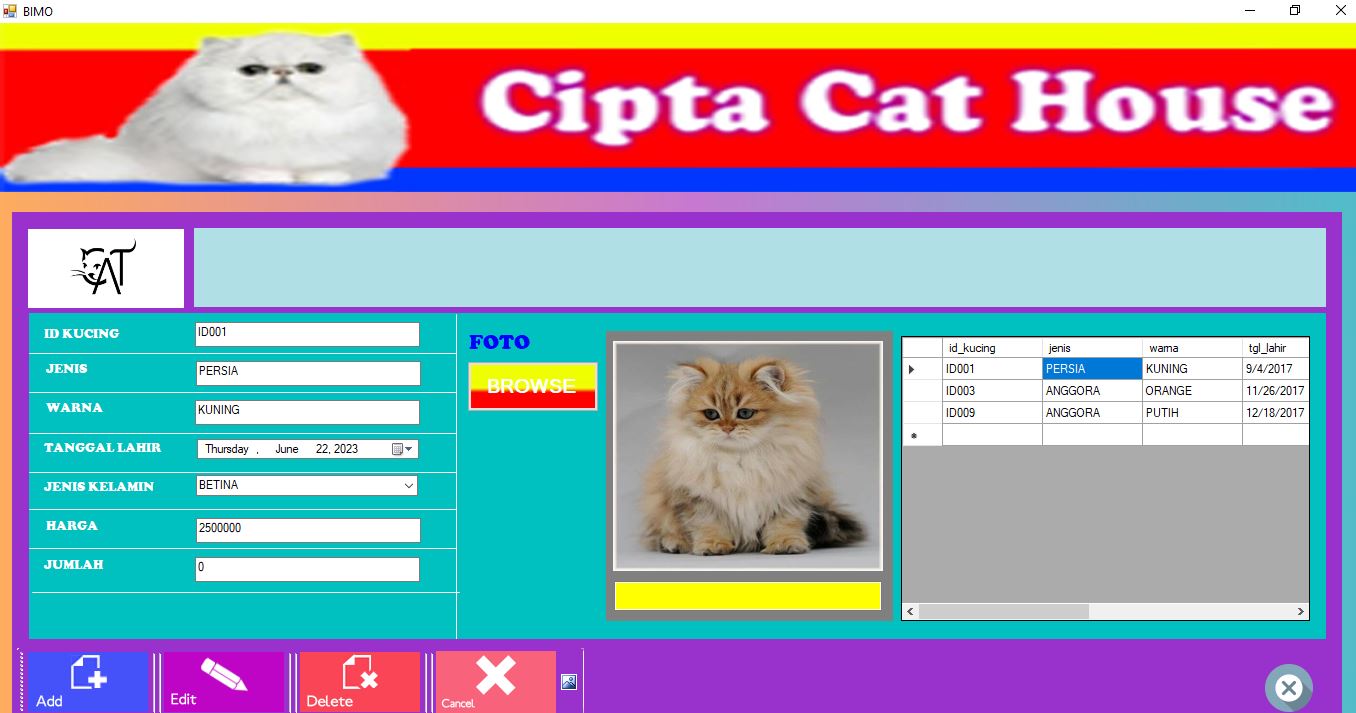 BIMO
Cipta Cat House
CAT
ID KUCING
ID001
JENIS
PERSIA
WARNA
KUNING
TANGGAL LAHIR
Thursday , June 22, 2023
JENIS KELAMIN
BETINA
HARGA
2500000
JUMLAH
0
FOTO
BROWSE
id_kucing jenis warna tgl_lahir
ID001 PERSIA KUNING 9/4/2017
ID003 ANGGORA ORANGE 11/26/2017
ID009 ANGGORA PUTIH 12/18/2017
Add
Edit
Delete
Cancel